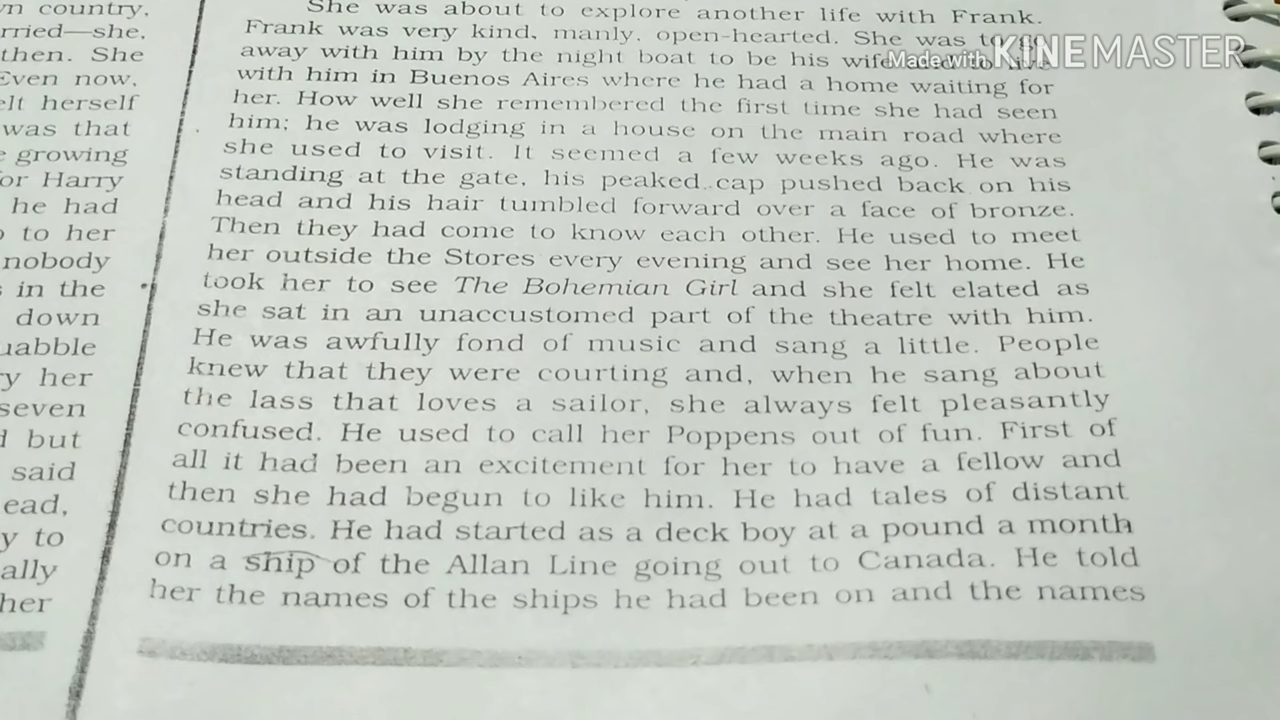 n country,
rried—she,
then. She
Even now,
elt herself
was that
e growing
or Harry
he had
o to her
nobody
s in the
down
uabble
y her
seven
d but
said
ead,
y to
ally
her
She was about to explore another life with Frank.
Frank was very kind, manly, open-hearted. She was to go
away with him by the night boat to be his wife
with him in Buenos Aires where he had a home waiting for
her. How well she remembered the first time she had seen
him; he was lodging in a house on the main road where
she used to visit. It seemed a few weeks ago. He was
standing at the gate, his peaked cap pushed back on his
head and his hair tumbled forward over a face of bronze.
Then they had come to know each other. He used to meet
her outside the Stores every evening and see her home. He
took her to see The Bohemian Girl and she felt elated as
she sat in an unaccustomed part of the theatre with him.
He was awfully fond of music and sang a little. People
knew that they were courting and, when he sang about
the lass that loves a sailor, she always felt pleasantly
confused. He used to call her Poppens out of fun. First of
all it had been an excitement for her to have a fellow and
then she had begun to like him. He had tales of distant
countries. He had started as a deck boy at a pound a month
on a ship of the Allan Line going out to Canada. He told
her the names of the ships he had been on and the names
Made with KINEMASTER